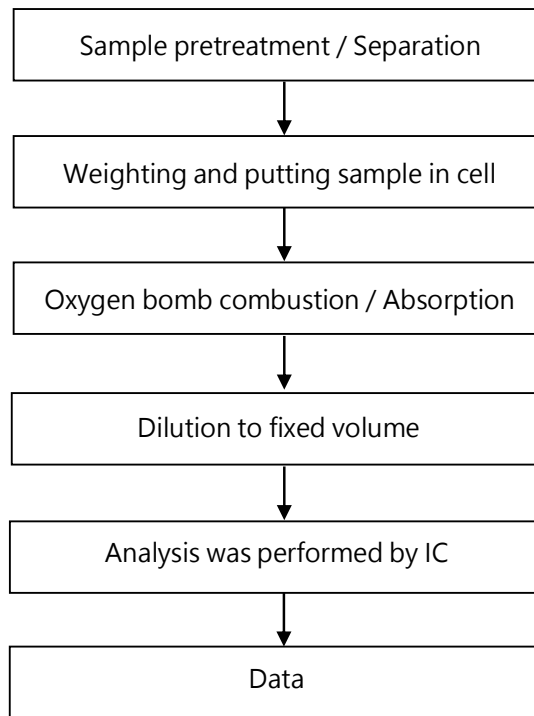 Sample pretreatment / Separation
Weighting and putting sample in cell
Oxygen bomb combustion / Absorption
Dilution to fixed volume
Analysis was performed by IC
Data